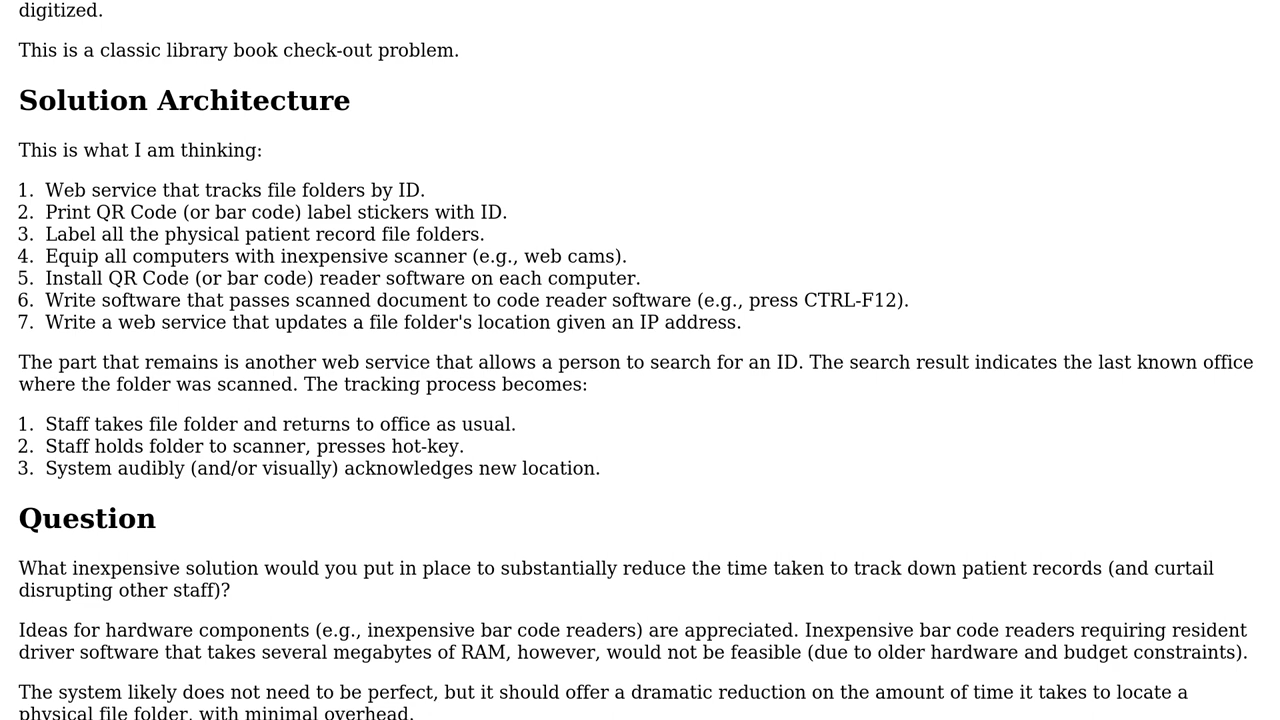 digitized.
This is a classic library book check-out problem.
Solution Architecture
This is what I am thinking:
1. Web service that tracks file folders by ID.
2. Print QR Code (or bar code) label stickers with ID.
3. Label all the physical patient record file folders.
4. Equip all computers with inexpensive scanner (e.g., web cams).
5. Install QR Code (or bar code) reader software on each computer.
6. Write software that passes scanned document to code reader software (e.g., press CTRL-F12).
7. Write a web service that updates a file folder's location given an IP address.
The part that remains is another web service that allows a person to search for an ID. The search result indicates the last known office
where the folder was scanned. The tracking process becomes:
1. Staff takes file folder and returns to office as usual.
2. Staff holds folder to scanner, presses hot-key.
3. System audibly (and/or visually) acknowledges new location.
Question
What inexpensive solution would you put in place to substantially reduce the time taken to track down patient records (and curtail
disrupting other staff)?
Ideas for hardware components (e.g., inexpensive bar code readers) are appreciated. Inexpensive bar code readers requiring resident
driver software that takes several megabytes of RAM, however, would not be feasible (due to older hardware and budget constraints).
The system likely does not need to be perfect, but it should offer a dramatic reduction on the amount of time it takes to locate a
physical file folder, with minimal overhead.